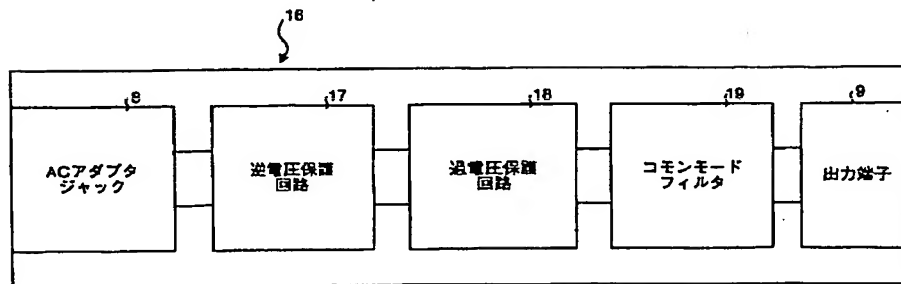 16
8
17
18
19
9
ACアダプタ
ジャック
逆電圧保護
回路
過電圧保護
回路
コモンモード
フィルタ
出力端子